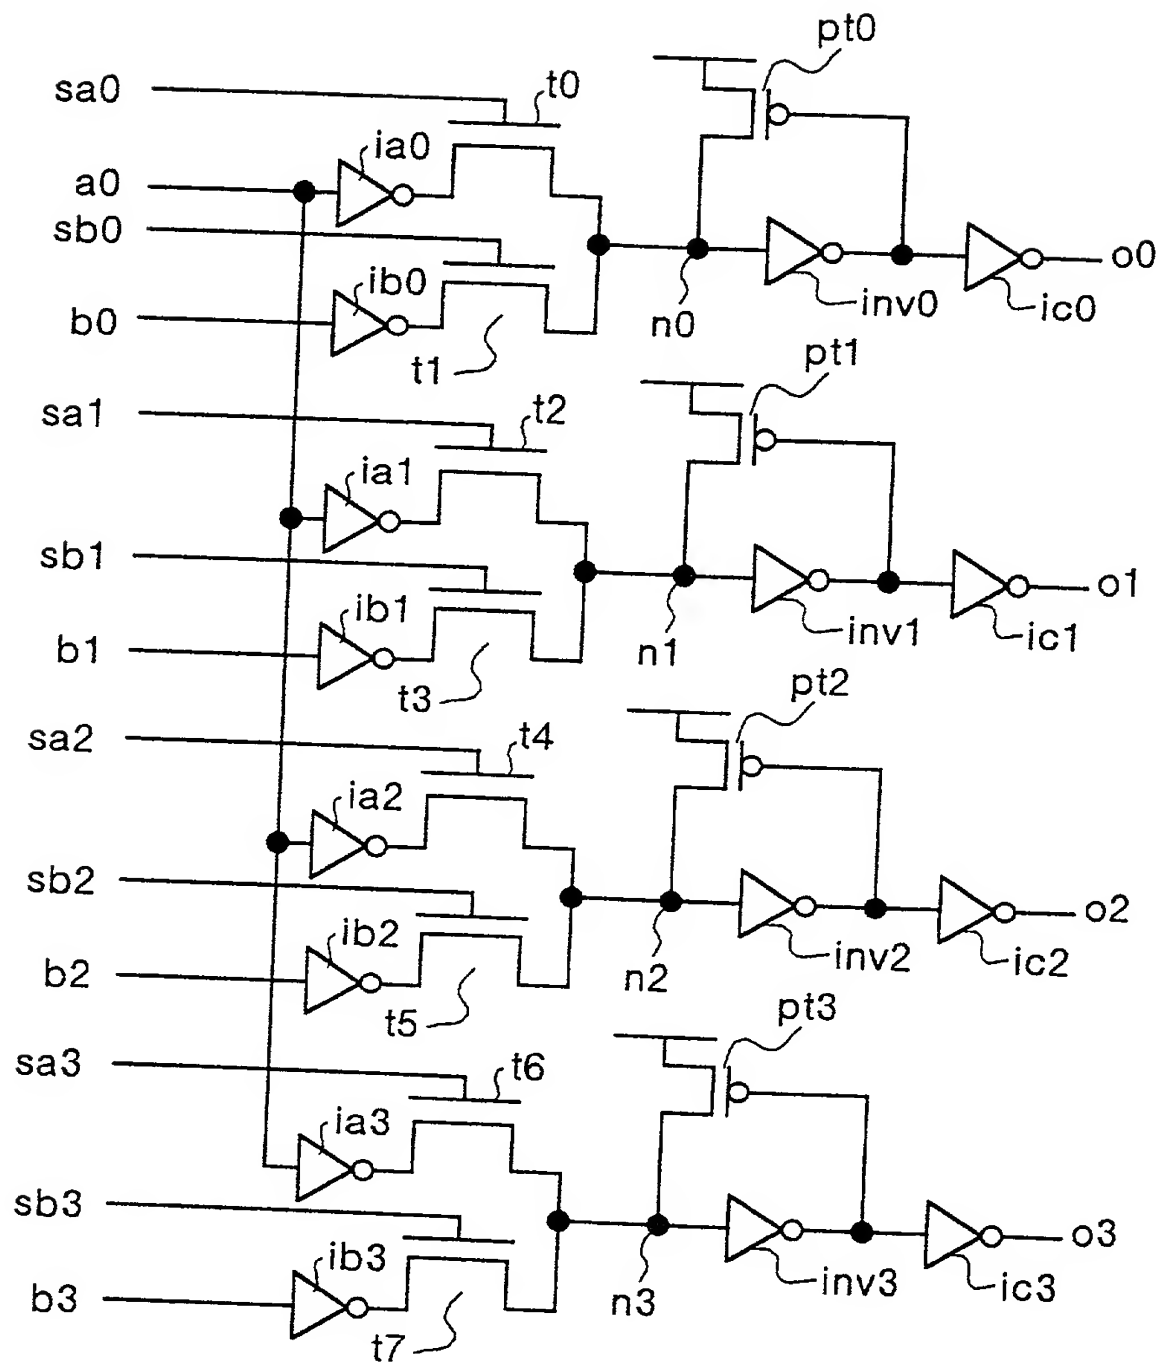 pt0
sa0
t0
ia0
a0
sb0
ib0
o0
b0
inv0
ic0
n0
t1
pt1
sa1
t2
ia1
sb1
ib1
o1
b1
inv1
ic1
n1
t3
pt2
sa2
t4
ia2
sb2
ib2
o2
b2
inv2
ic2
n2
t5
pt3
sa3
t6
ia3
sb3
ib3
o3
b3
inv3
ic3
n3
t7